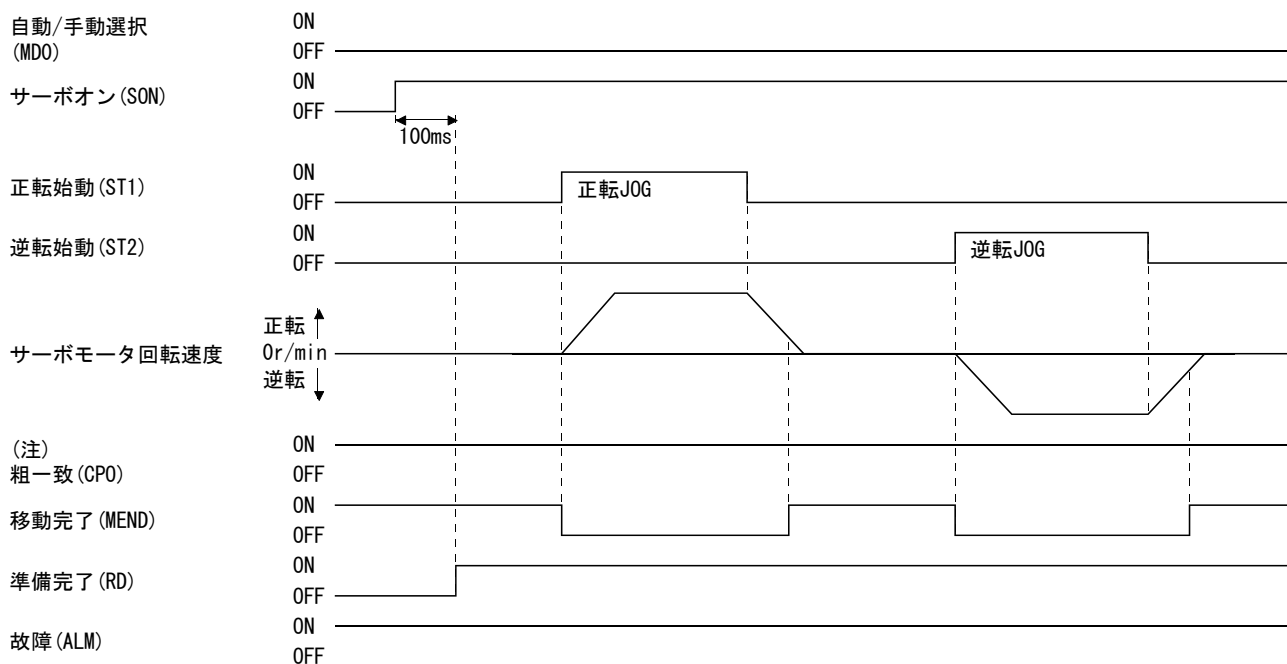 自動/手動選択
(MDO)
ON
OFF
サーボオン(SON)
ON
OFF
100ms
正転始動(ST1)
ON
OFF
正転JOG
逆転始動(ST2)
ON
OFF
逆転JOG
サーボモータ回転速度
正転
0r/min
逆転
(注)
粗一致(CPO)
ON
OFF
移動完了(MEND)
ON
OFF
準備完了(RD)
ON
OFF
故障(ALM)
ON
OFF